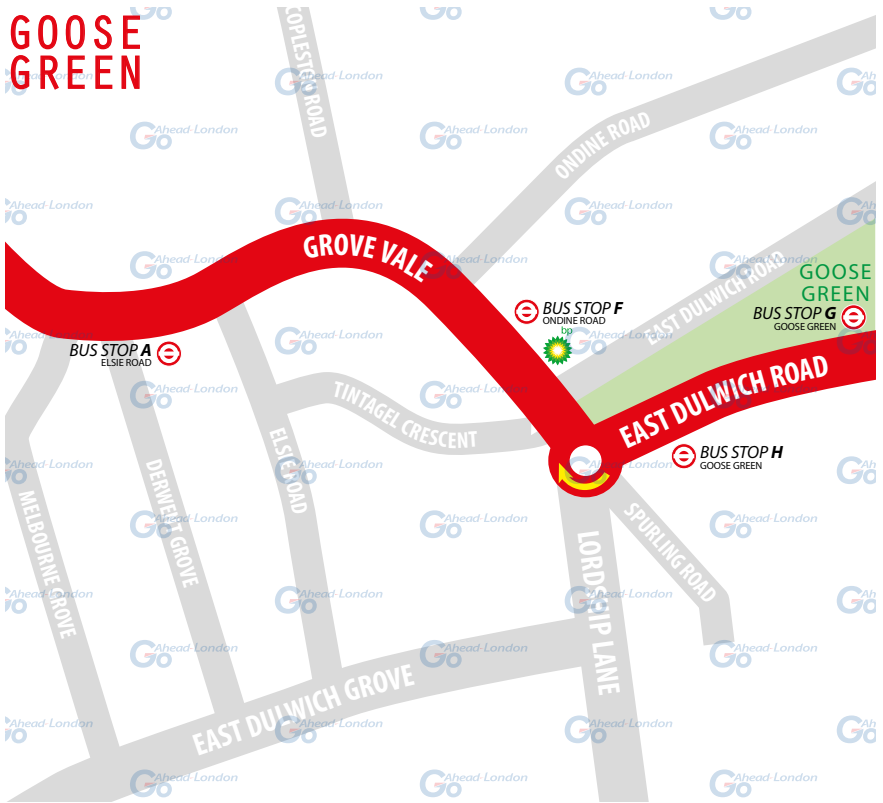 GOOSE
GREEN
COPLESTON ROAD
ONDINE ROAD
GROVE VALE
EAST DULWICH ROAD
GOOSE
GREEN
BUS STOP G
GOOSE GREEN
BUS STOP F
ONDINE ROAD
bp
BUS STOP A
ELSIE ROAD
TINTAGEL CRESCENT
EAST DULWICH ROAD
BUS STOP H
GOOSE GREEN
ELSIE ROAD
DERWENT GROVE
MELBOURNE GROVE
SPURLING ROAD
LORDSHIP LANE
EAST DULWICH GROVE
Go Ahead-London